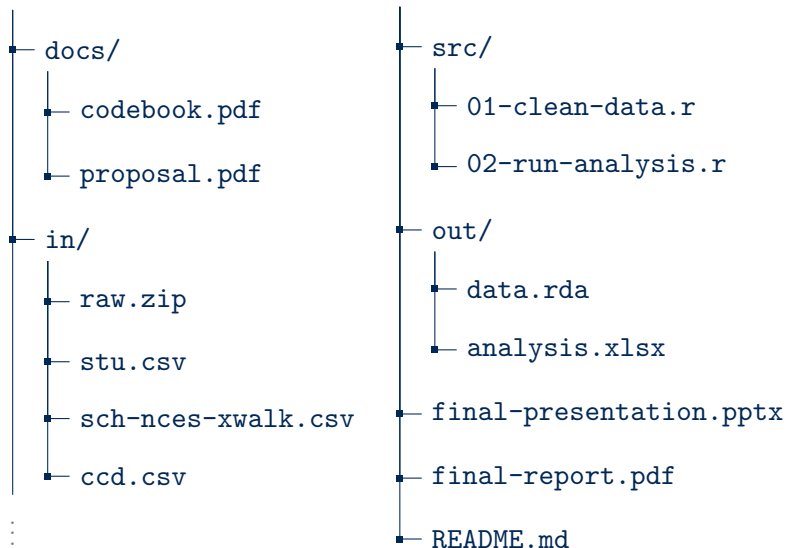 docs/
codebook.pdf
proposal.pdf
in/
raw.zip
stu.csv
sch-nces-xwalk.csv
ccd.csv
src/
01-clean-data.r
02-run-analysis.r
out/
data.rda
analysis.xlsx
final-presentation.pptx
final-report.pdf
README.md